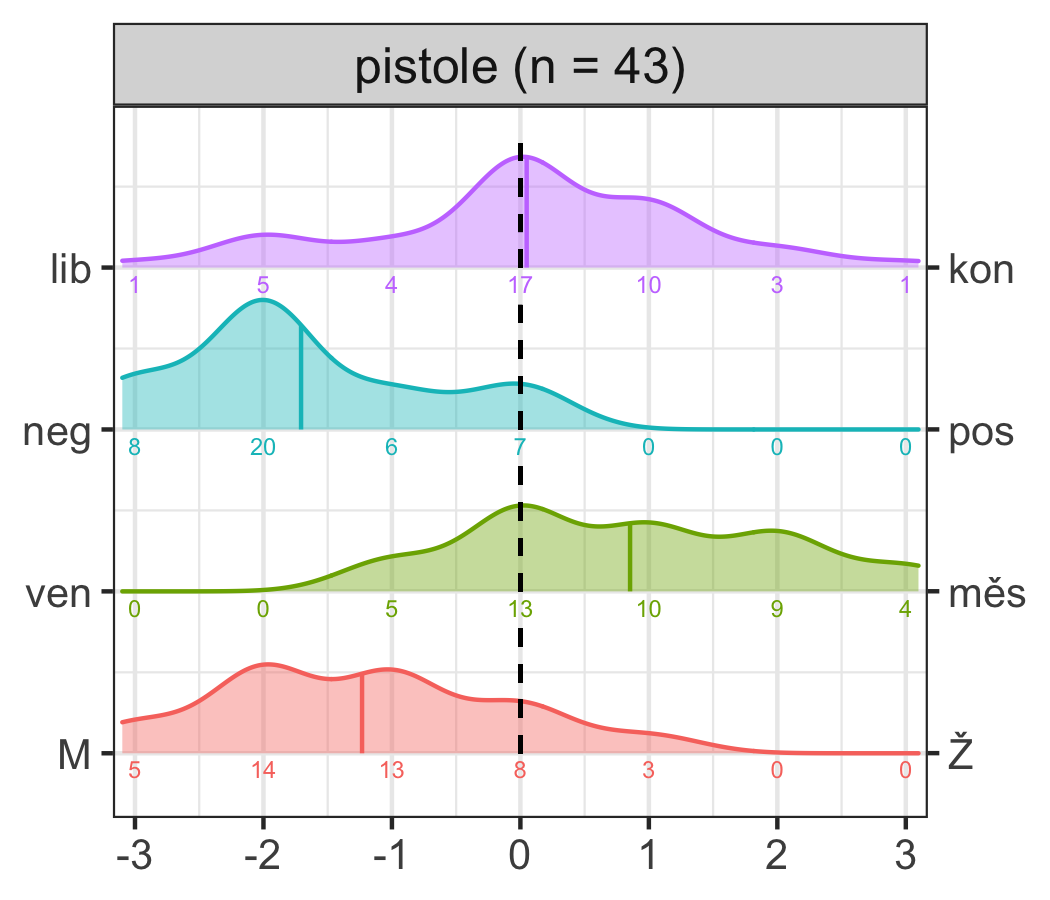 pistole (n = 43)
lib kon
1 5 4 17 10 3 1
neg pos
8 20 6 7 0 0 0
ven měs
0 0 5 13 10 9 4
M Ž
5 14 13 8 3 0 0
-3 -2 -1 0 1 2 3